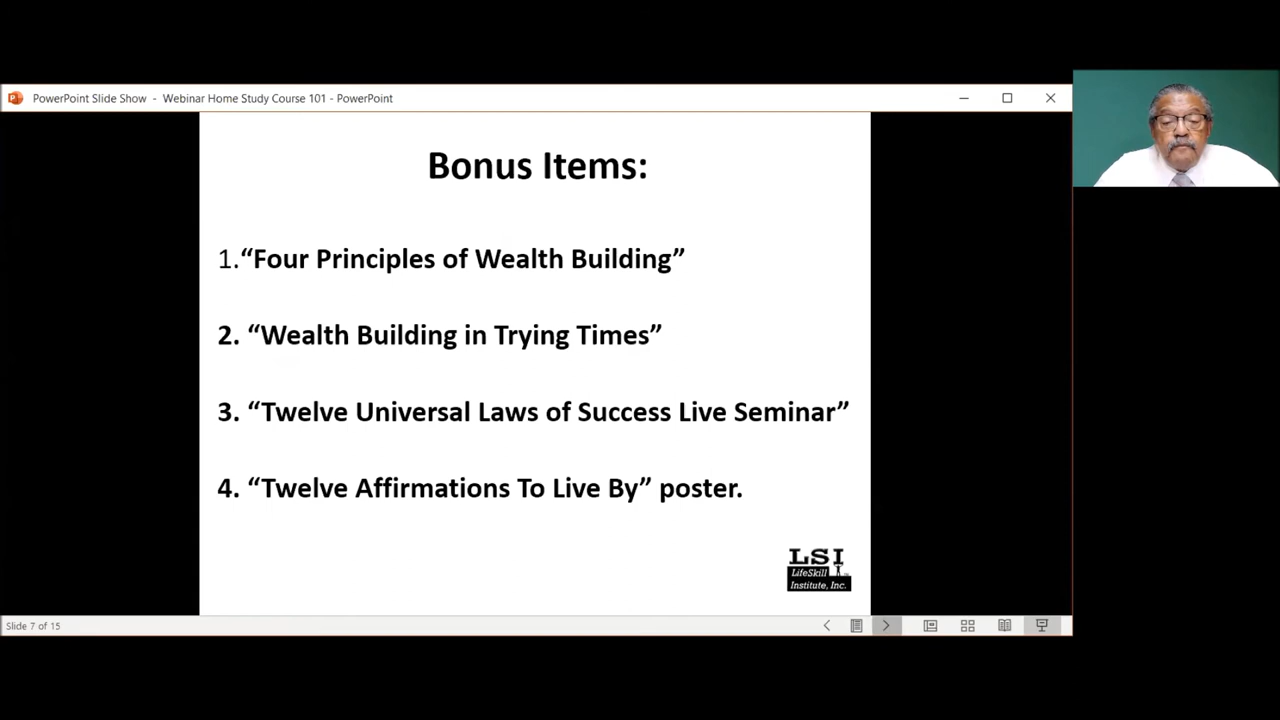 PowerPoint Slide Show - Webinar Home Study Course 101 - PowerPoint
Bonus Items:
1.“Four Principles of Wealth Building”
2. “Wealth Building in Trying Times”
3. “Twelve Universal Laws of Success Live Seminar”
4. “Twelve Affirmations To Live By” poster.
LSI
LifeSkill
Institute, Inc.
Slide 7 of 15